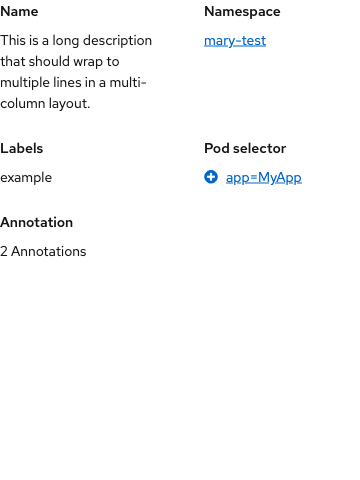 Name
This is a long description
that should wrap to
multiple lines in a multi-
column layout.
Namespace
mary-test
Labels
example
Pod selector
app=MyApp
Annotation
2 Annotations